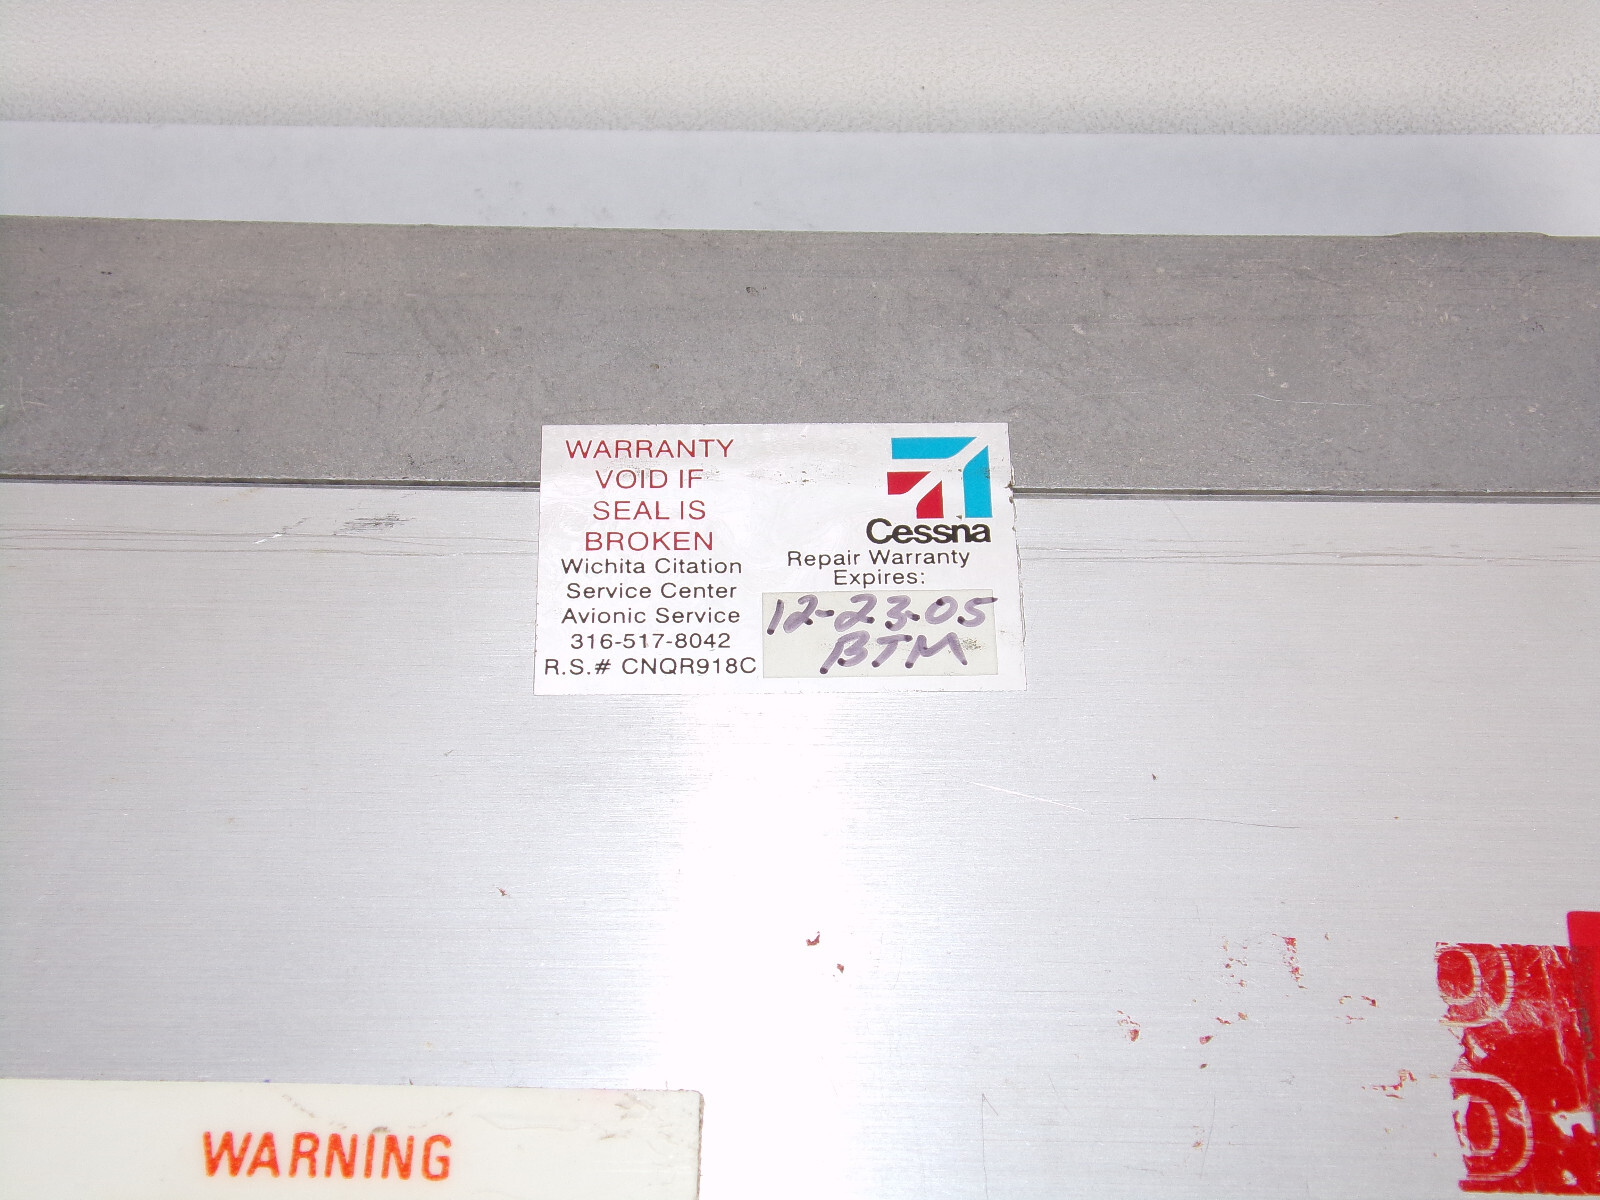 WARRANTY
VOID IF
SEAL IS
BROKEN
Wichita Citation
Service Center
Avionic Service
316-517-8042
R.S.# CNQR918C
Cessna
Repair Warranty
Expires:
12-23-05
BTM
WARNING